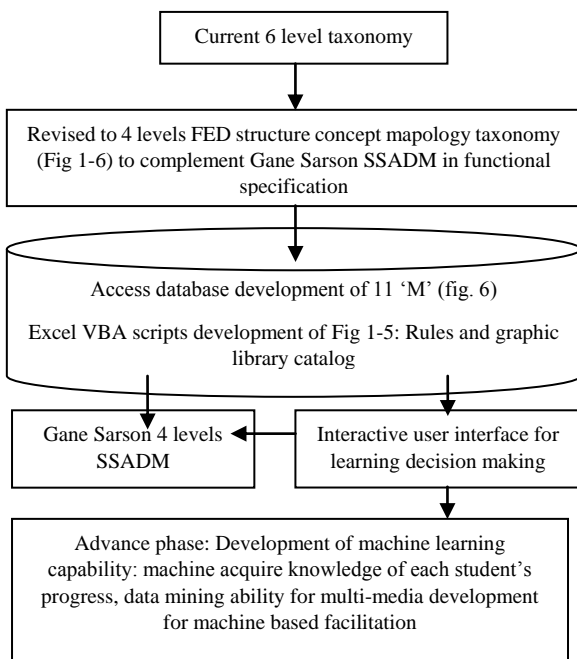 Current 6 level taxonomy
Revised to 4 levels FED structure concept mapology taxonomy
(Fig 1-6) to complement Gane Sarson SSADM in functional
specification
Access database development of 11 ‘M’ (fig. 6)
Excel VBA scripts development of Fig 1-5: Rules and graphic
library catalog
Gane Sarson 4 levels
SSADM
Interactive user interface for
learning decision making
Advance phase: Development of machine learning
capability: machine acquire knowledge of each student’s
progress, data mining ability for multi-media development
for machine based facilitation